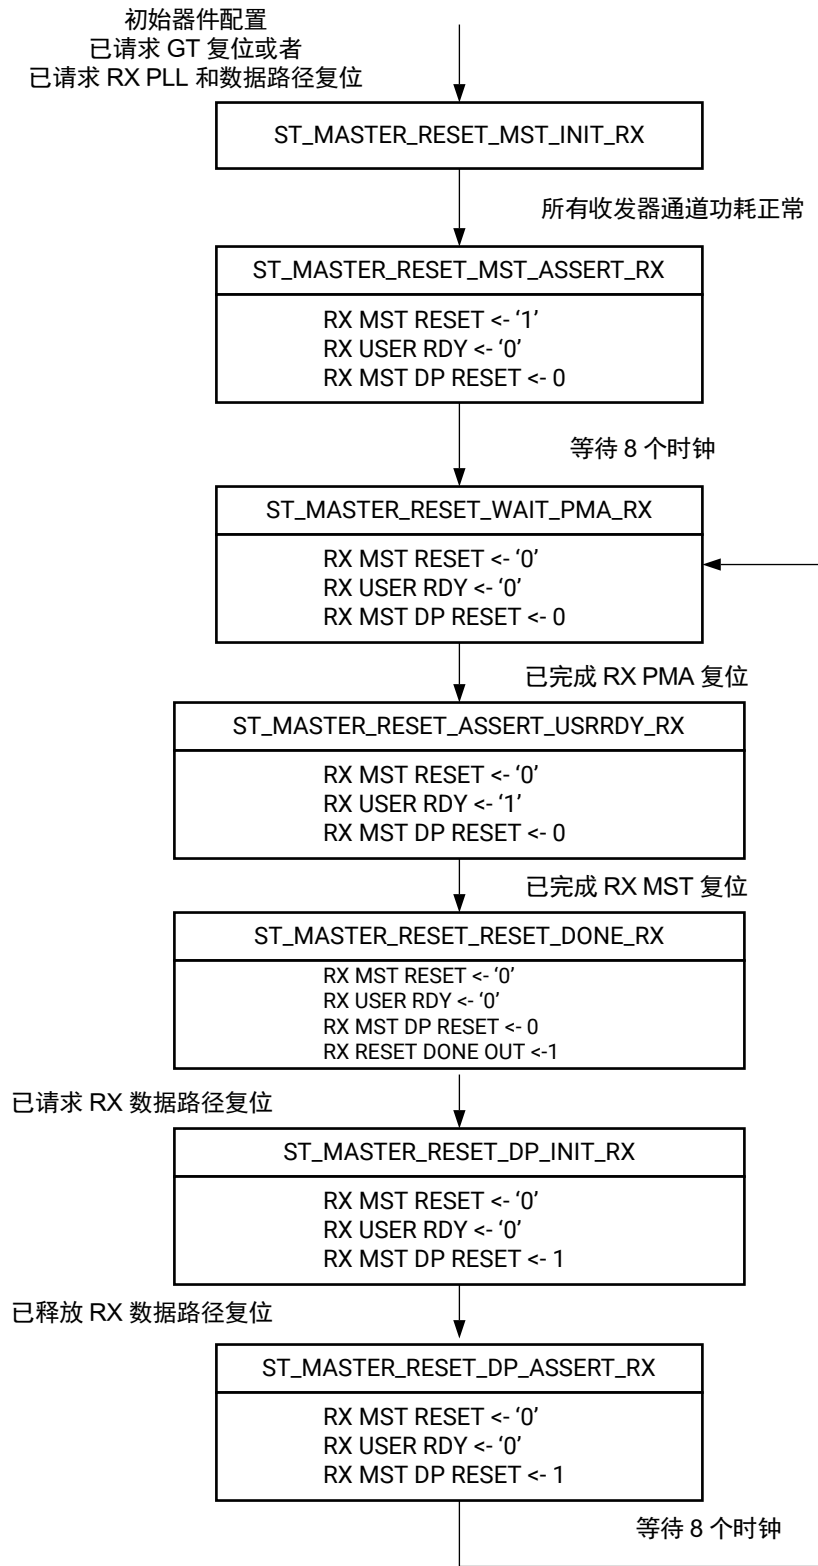 初始器件配置
已请求 GT 复位或者
已请求 RX PLL 和数据路径复位
ST_MASTER_RESET_MST_INIT_RX
所有收发器通道功耗正常
ST_MASTER_RESET_MST_ASSERT_RX
RX MST RESET <- ‘1’
RX USER RDY <- ‘0’
RX MST DP RESET <- 0
等待 8 个时钟
ST_MASTER_RESET_WAIT_PMA_RX
RX MST RESET <- ‘0’
RX USER RDY <- ‘0’
RX MST DP RESET <- 0
已完成 RX PMA 复位
ST_MASTER_RESET_ASSERT_USRRDY_RX
RX MST RESET <- ‘0’
RX USER RDY <- ‘1’
RX MST DP RESET <- 0
已完成 RX MST 复位
ST_MASTER_RESET_RESET_DONE_RX
RX MST RESET <- ‘0’
RX USER RDY <- ‘0’
RX MST DP RESET <- 0
RX RESET DONE OUT <-1
已请求 RX 数据路径复位
ST_MASTER_RESET_DP_INIT_RX
RX MST RESET <- ‘0’
RX USER RDY <- ‘0’
RX MST DP RESET <- 1
已释放 RX 数据路径复位
ST_MASTER_RESET_DP_ASSERT_RX
RX MST RESET <- ‘0’
RX USER RDY <- ‘0’
RX MST DP RESET <- 1
等待 8 个时钟